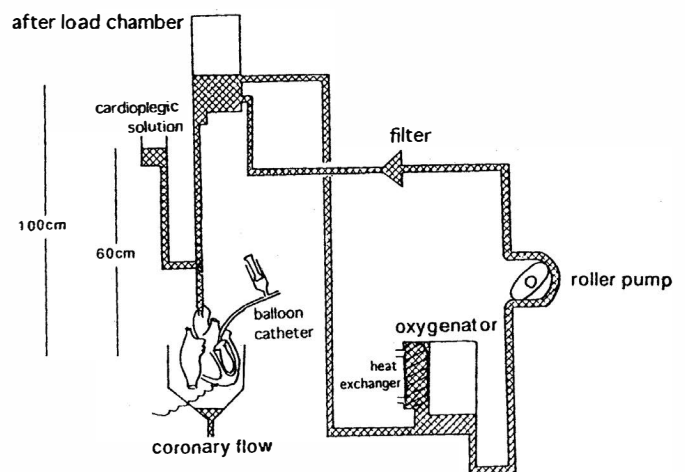 after load chamber
cardioplegic
solution
filter
100cm
60cm
balloon
catheter
roller pump
oxygenator
heat
exchanger
coronary flow